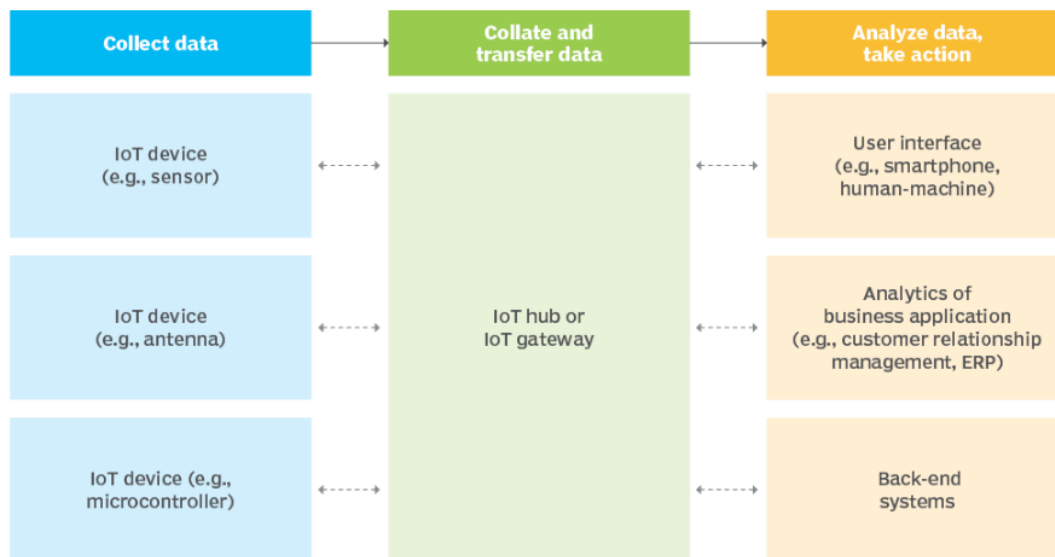 Collect data
Collate and
transfer data
Analyze data,
take action
IoT device
(e.g., sensor)
User interface
(e.g., smartphone,
human-machine)
IoT device
(e.g., antenna)
IoT hub or
IoT gateway
Analytics of
business application
(e.g., customer relationship
management, ERP)
IoT device (e.g.,
microcontroller)
Back-end
systems